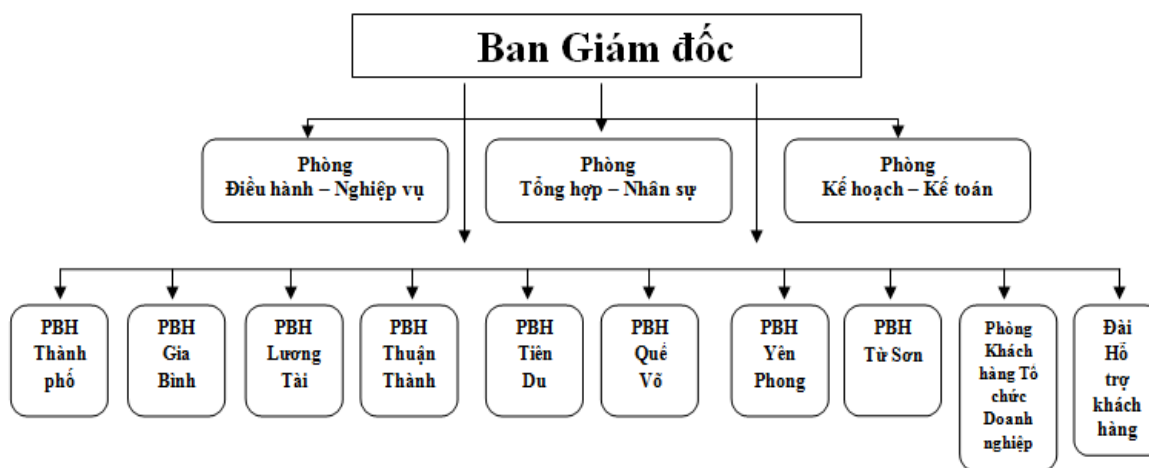 Ban Giám đốc
Phòng
Điều hành – Nghiệp vụ
Phòng
Tổng hợp – Nhân sự
Phòng
Kế hoạch – Kế toán
PBH
Thành
phố
PBH
Gia
Bình
PBH
Lương
Tài
PBH
Thuận
Thành
PBH
Tiên
Du
PBH
Quế
Võ
PBH
Yên
Phong
PBH
Từ Sơn
Phòng
Khách
hàng Tổ
chức
Doanh
nghiệp
Đài
Hỗ
trợ
khách
hàng